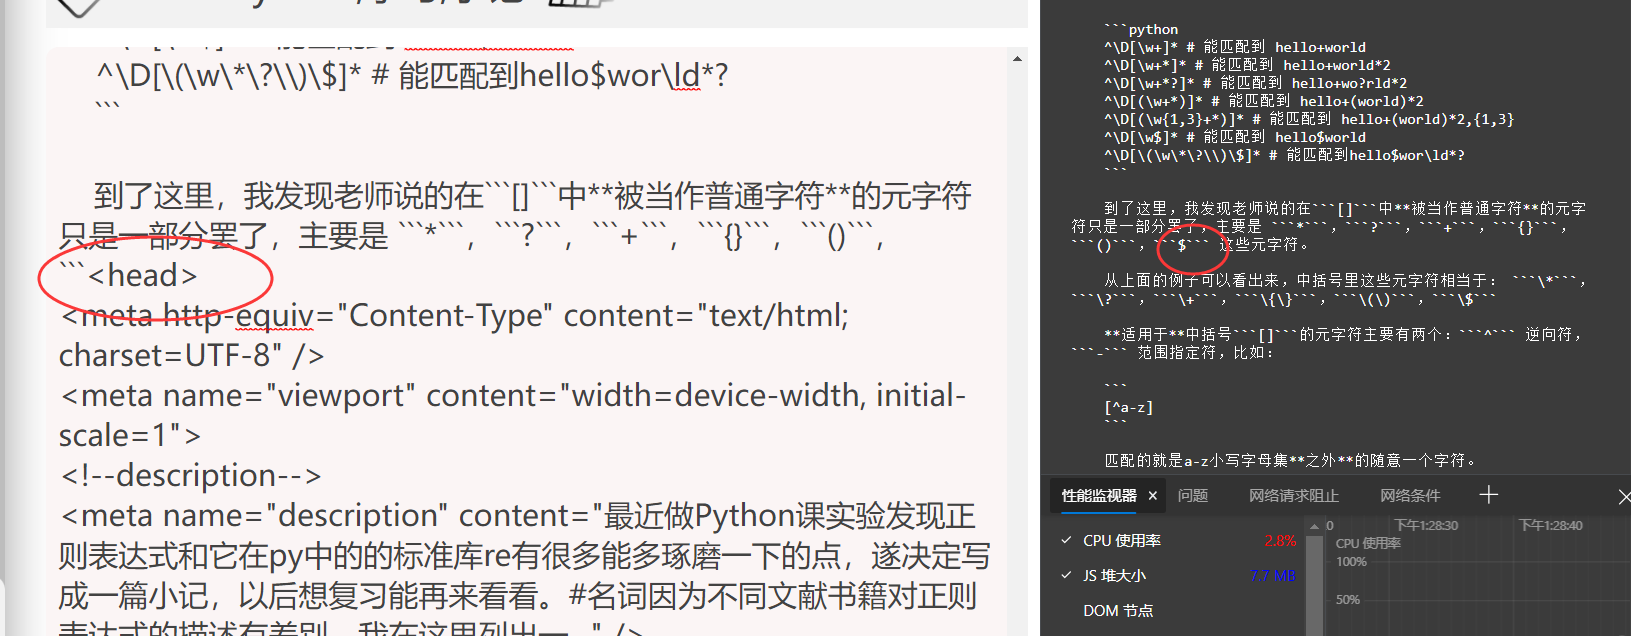 ^\D[\(\w\*\?\\)\$]* # 能匹配到hello$wor\ld*?
```
到了这里，我发现老师说的在```[]```中**被当作普通字符**的元字符
只是一部分罢了，主要是 ```*```，```?```，```+```，```{}```，```()```，
```<head>
<meta http-equiv="Content-Type" content="text/html;
charset=UTF-8" />
<meta name="viewport" content="width=device-width, initial-
scale=1">
<!--description-->
<meta name="description" content="最近做Python课实验发现正
则表达式和它在py中的的标准库re有很多能多琢磨一下的点，遂决定写
成一篇小记，以后想复习能再来看看。#名词因为不同文献书籍对正则
表达式的描述有差别，我在这里列出一" />
```python
^\D[\w+]* # 能匹配到 hello+world
^\D[\w+*]* # 能匹配到 hello+world*2
^\D[\w+*?]* # 能匹配到 hello+wo?rld*2
^\D[(\w+*)]* # 能匹配到 hello+(world)*2
^\D[(\w{1,3}+*)]* # 能匹配到 hello+(world)*2,{1,3}
^\D[\w$]* # 能匹配到 hello$world
^\D[\(\w\*\?\\)\$]* # 能匹配到hello$wor\ld*?
```
到了这里，我发现老师说的在```[]```中**被当作普通字符**的元字
符只是一部分罢了，主要是 ```*```，```?```，```+```，```{}```，
```()```，```$``` 这些元字符。
从上面的例子可以看出来，中括号里这些元字符相当于： ```\*```，
```\?```，```\+```，```\{\}```，```\(\)```，```\$```
**适用于**中括号```[]```的元字符主要有两个：```^``` 逆向符，
```-``` 范围指定符，比如：
```
[^a-z]
```
匹配的就是a-z小写字母集**之外**的随意一个字符。
性能监视器 × 问题 网络请求阻止 网络条件 + ×
0 下午1:28:30 下午1:28:40
CPU 使用率 2.8% CPU 使用率
100%
JS 堆大小 7.7 MB
50%
DOM 节点